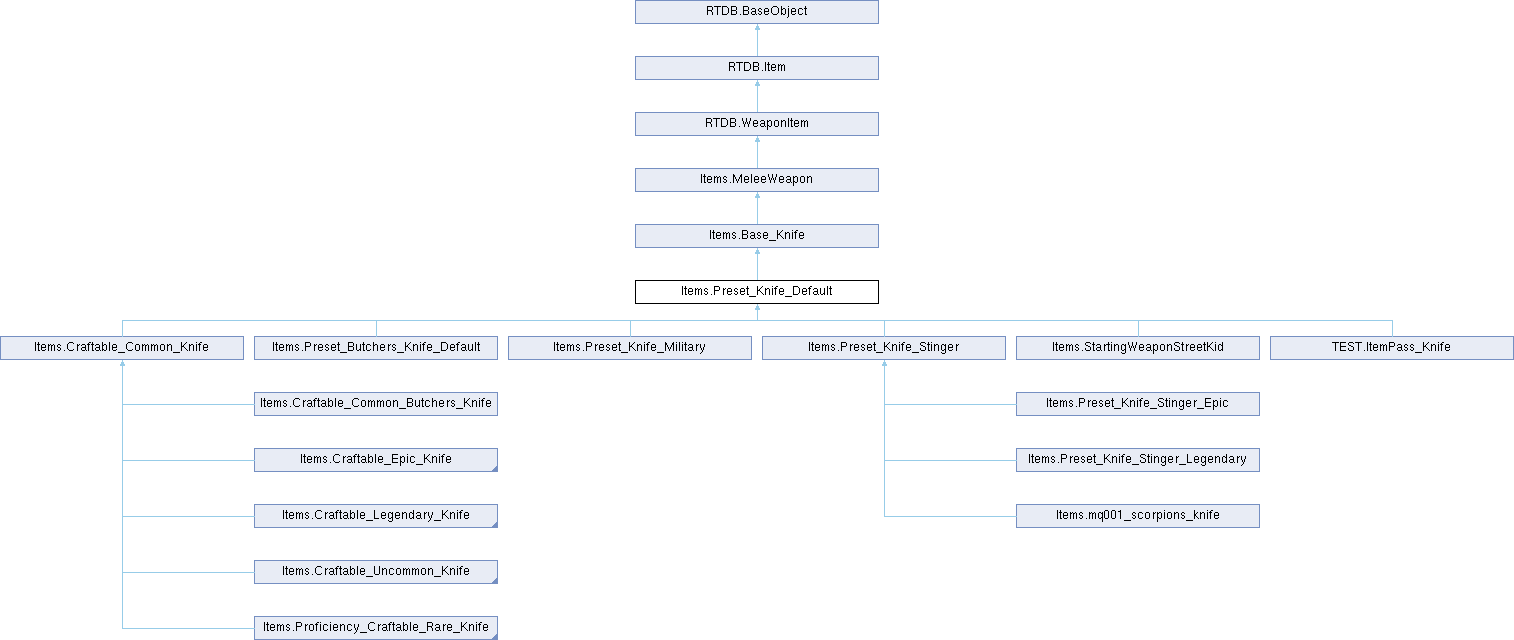 RTDB.BaseObject
RTDB.Item
RTDB.WeaponItem
Items.MeleeWeapon
Items.Base_Knife
Items.Preset_Knife_Default
Items.Craftable_Common_Knife
Items.Preset_Butchers_Knife_Default
Items.Preset_Knife_Military
Items.Preset_Knife_Stinger
Items.StartingWeaponStreetKid
TEST.ItemPass_Knife
Items.Craftable_Common_Butchers_Knife
Items.Preset_Knife_Stinger_Epic
Items.Craftable_Epic_Knife
Items.Preset_Knife_Stinger_Legendary
Items.Craftable_Legendary_Knife
Items.mq001_scorpions_knife
Items.Craftable_Uncommon_Knife
Items.Proficiency_Craftable_Rare_Knife